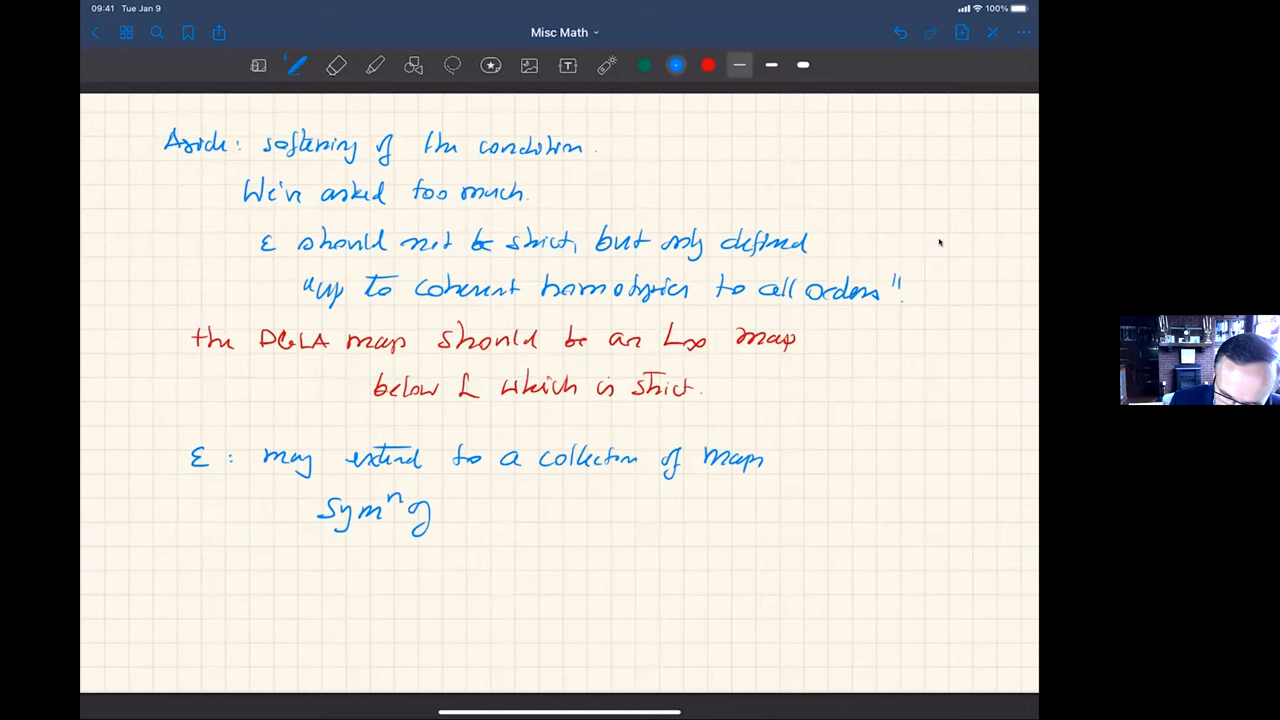 09:41 Tue Jan 9
100%
Misc Math
Aside: softening of the condition.
We've asked too much.
ε should not be strict, but only defined
"up to coherent homotopies to all orders".
the DGLA map should be an L∞ map
below L which is strict.
ε : may extend to a collection of maps
Symⁿ g